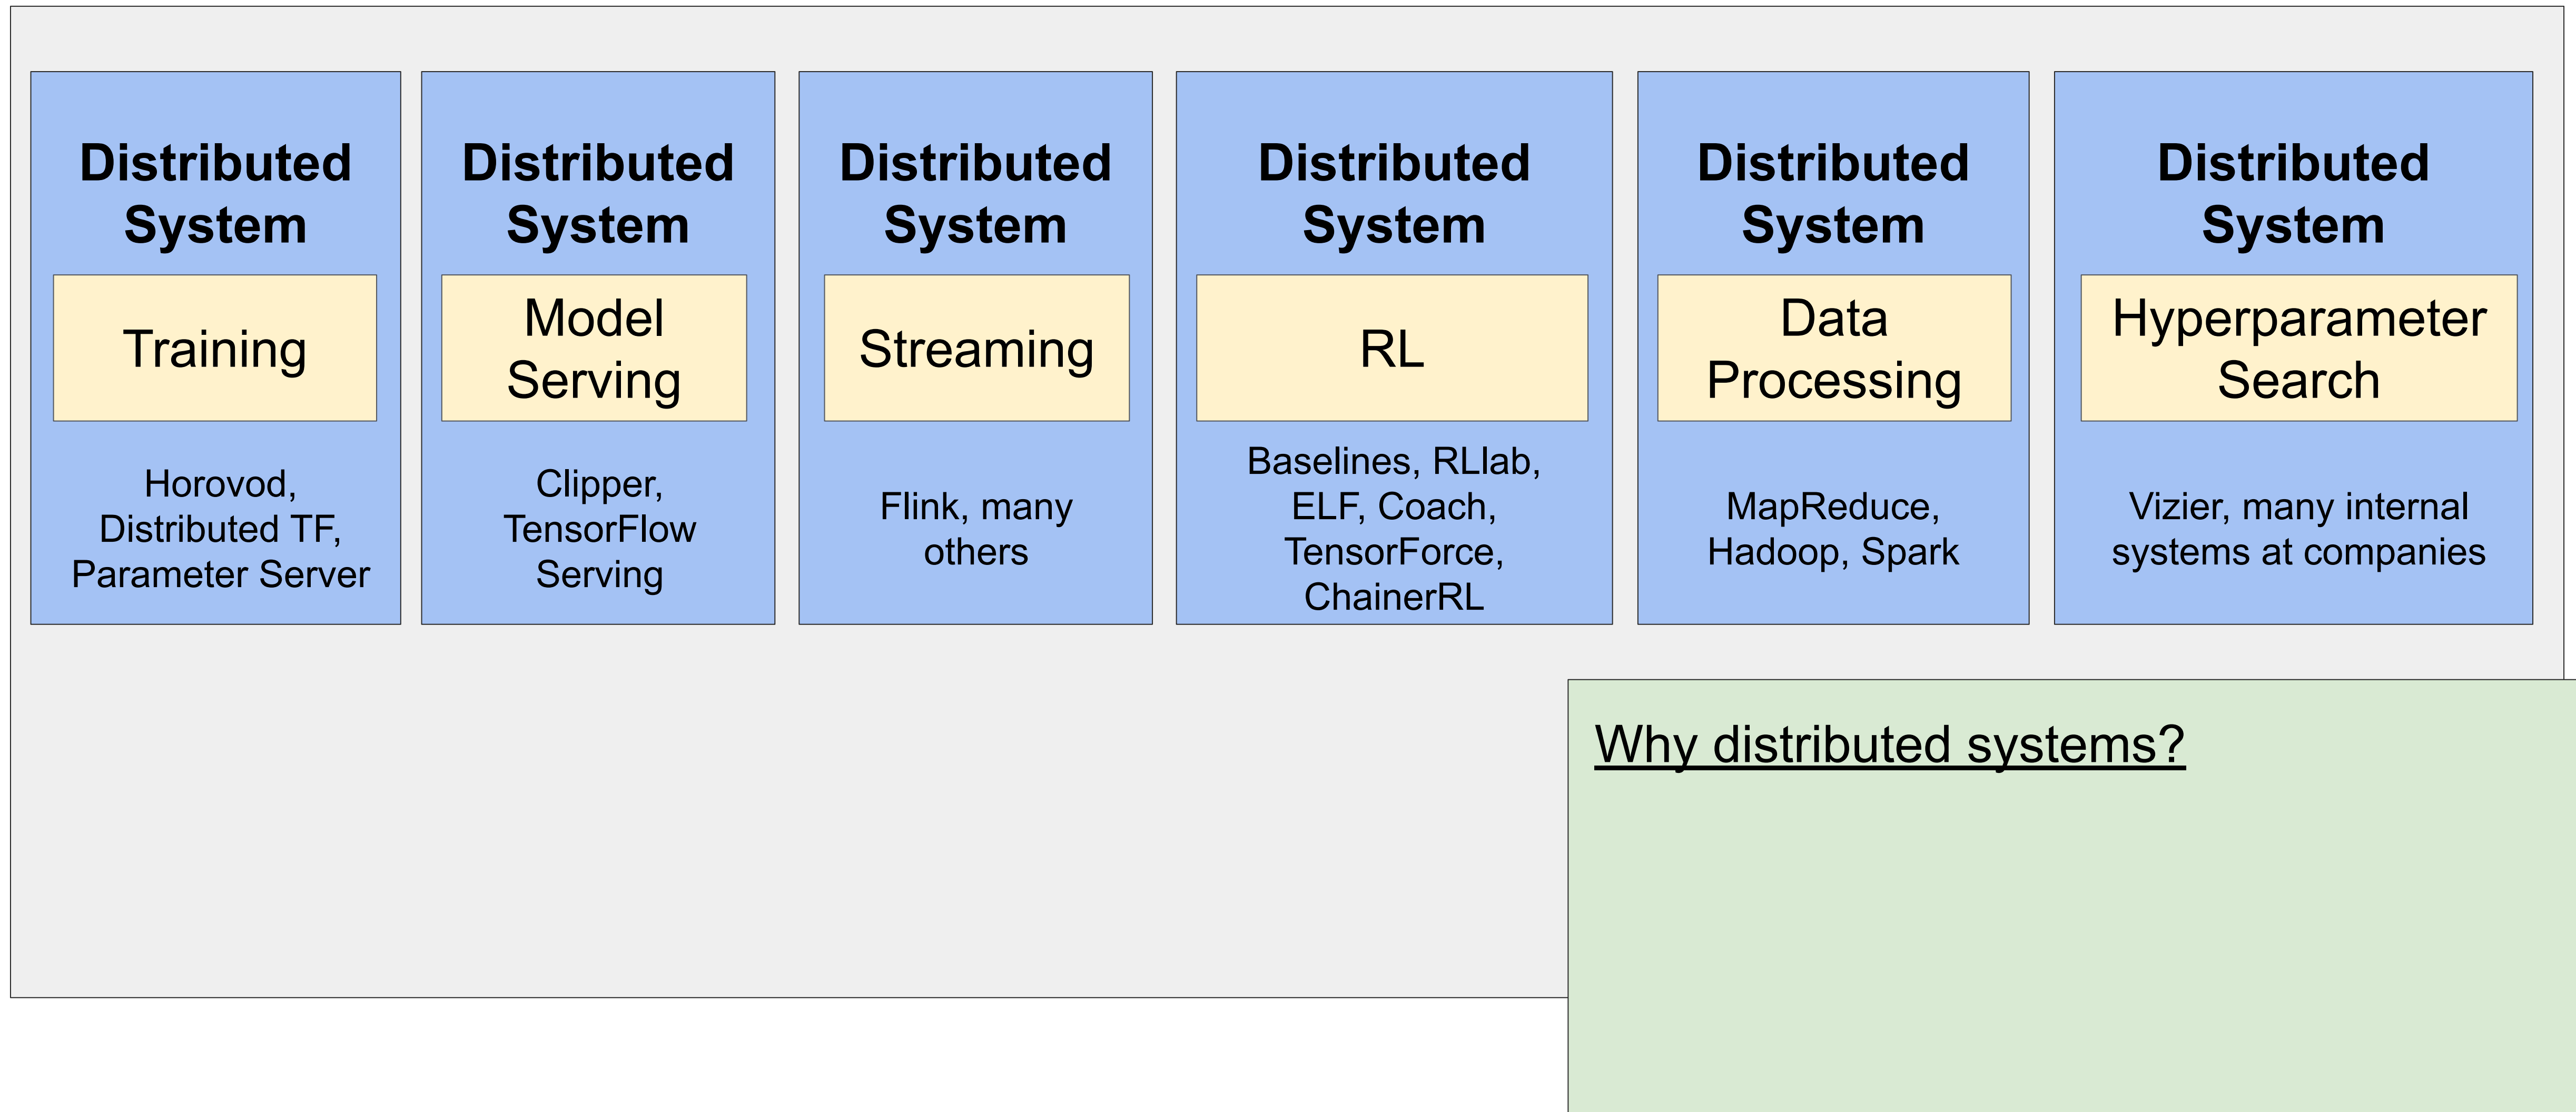 Distributed
System
Training
Horovod,
Distributed TF,
Parameter Server
Distributed
System
Model
Serving
Clipper,
TensorFlow
Serving
Distributed
System
Streaming
Flink, many
others
Distributed
System
RL
Baselines, RLlab,
ELF, Coach,
TensorForce,
ChainerRL
Distributed
System
Data
Processing
MapReduce,
Hadoop, Spark
Distributed
System
Hyperparameter
Search
Vizier, many internal
systems at companies
Why distributed systems?